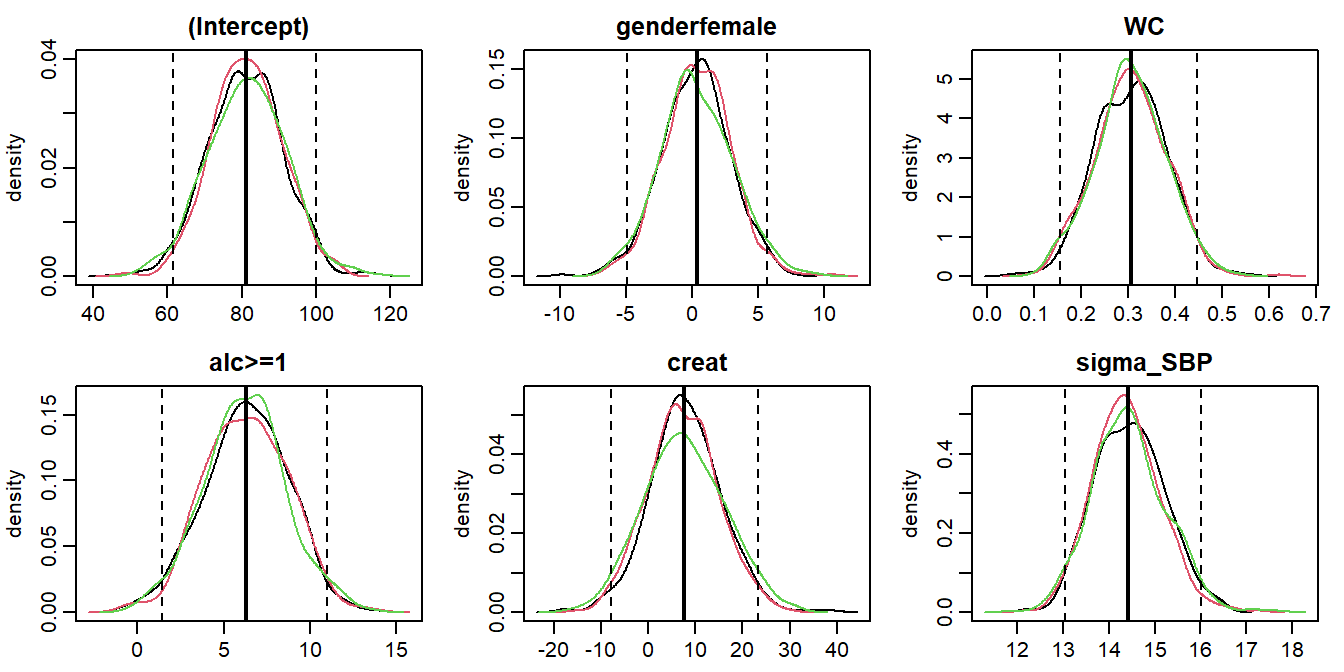 (Intercept)
density
0.00
0.02
0.04
40 60 80 100 120
genderfemale
density
0.00
0.05
0.10
0.15
-10 -5 0 5 10
WC
density
0
1
2
3
4
5
0.0 0.1 0.2 0.3 0.4 0.5 0.6 0.7
alc>=1
density
0.00
0.05
0.10
0.15
0 5 10 15
creat
density
0.00
0.02
0.04
-20 -10 0 10 20 30 40
sigma_SBP
density
0.0
0.2
0.4
12 13 14 15 16 17 18